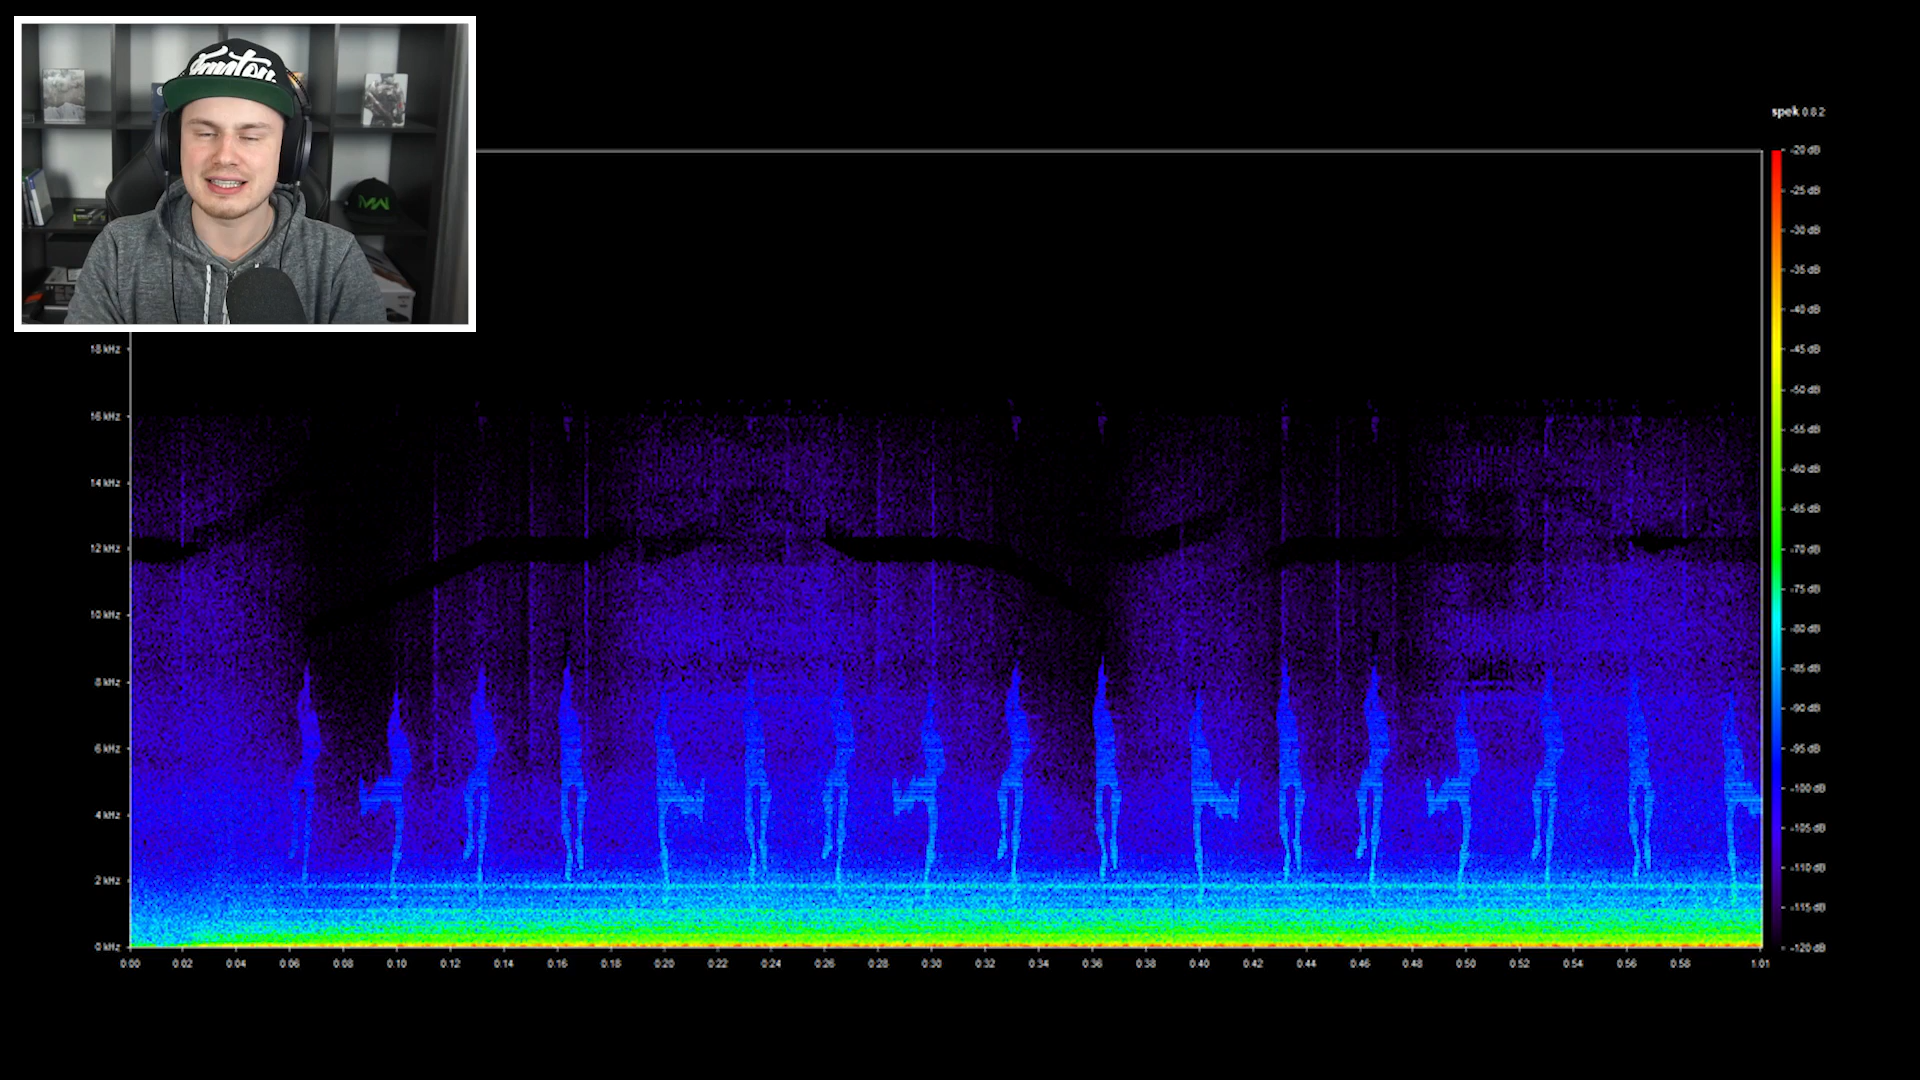 Fantou
MW
spek 0.8.2
-20 dB
-25 dB
-30 dB
-35 dB
-40 dB
-45 dB
-50 dB
-55 dB
-60 dB
-65 dB
-70 dB
-75 dB
-80 dB
-85 dB
-90 dB
-95 dB
-100 dB
-105 dB
-110 dB
-115 dB
-120 dB
18 kHz
16 kHz
14 kHz
12 kHz
10 kHz
8 kHz
6 kHz
4 kHz
2 kHz
0 kHz
0:00 0:02 0:04 0:06 0:08 0:10 0:12 0:14 0:16 0:18 0:20 0:22 0:24 0:26 0:28 0:30 0:32 0:34 0:36 0:38 0:40 0:42 0:44 0:46 0:48 0:50 0:52 0:54 0:56 0:58 1:01